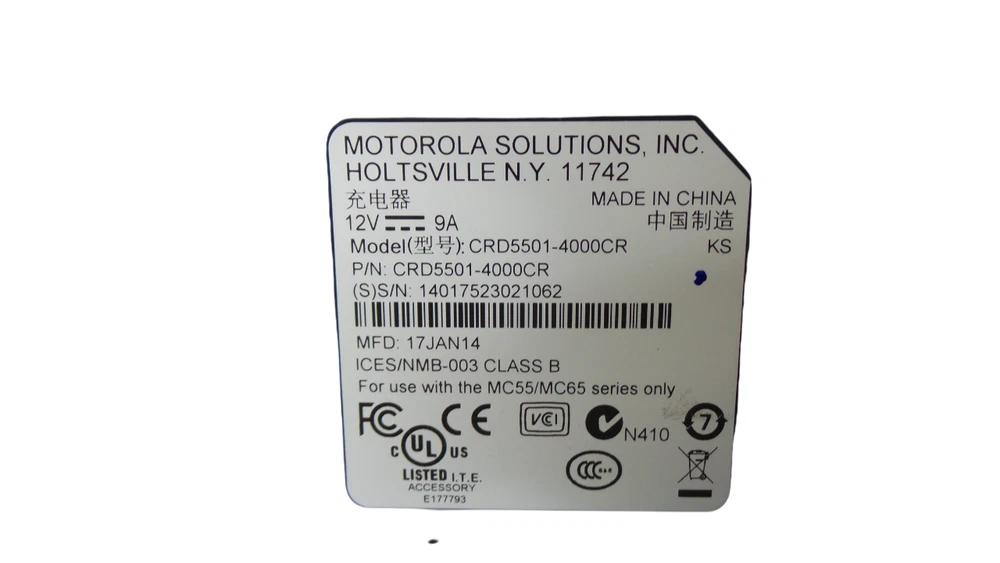 MOTOROLA SOLUTIONS, INC.
HOLTSVILLE N.Y. 11742
充电器 MADE IN CHINA
12V 9A 中国制造
Model(型号): CRD5501-4000CR KS
P/N: CRD5501-4000CR
(S)S/N: 14017523021062
MFD: 17JAN14
ICES/NMB-003 CLASS B
For use with the MC55/MC65 series only
FC CE VCI N410 7
C UL US CCC
LISTED I.T.E.
ACCESSORY
E177793